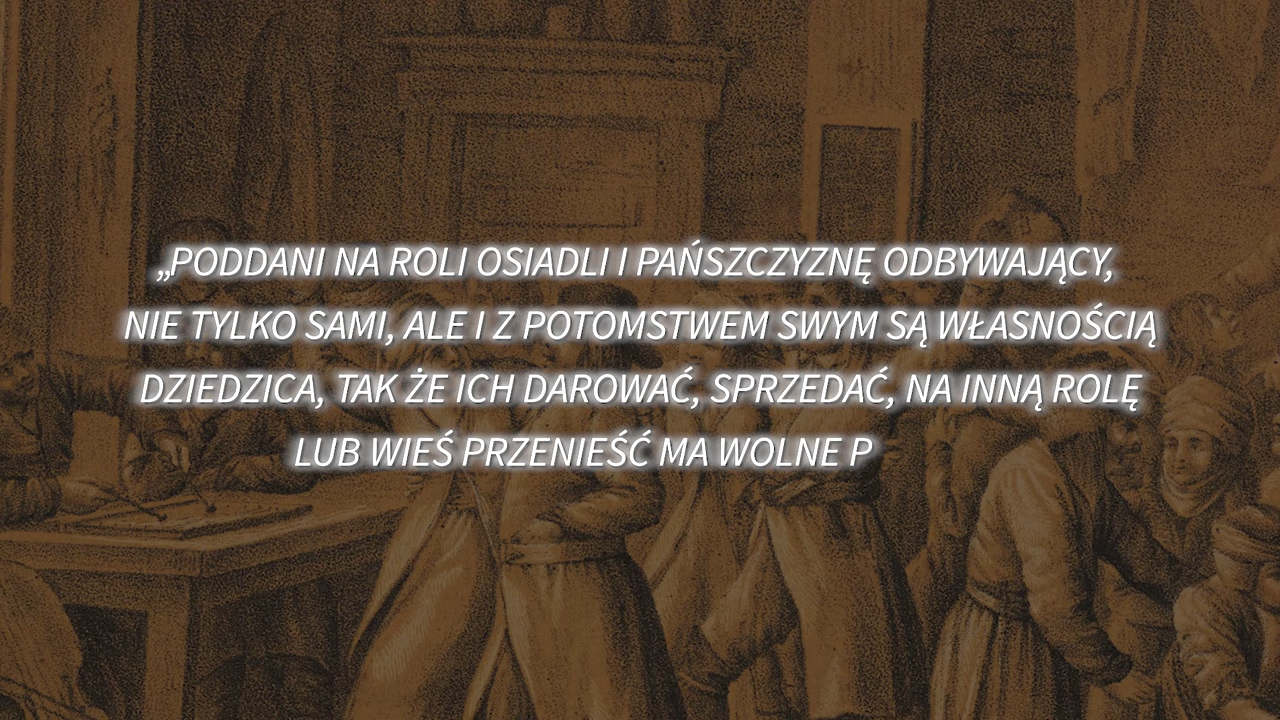 „PODDANI NA ROLI OSIADLI I PAŃSZCZYZNĘ ODBYWAJĄCY,
NIE TYLKO SAMI, ALE I Z POTOMSTWEM SWYM SĄ WŁASNOŚCIĄ
DZIEDZICA, TAK ŻE ICH DAROWAĆ, SPRZEDAĆ, NA INNĄ ROLĘ
LUB WIEŚ PRZENIEŚĆ MA WOLNE P